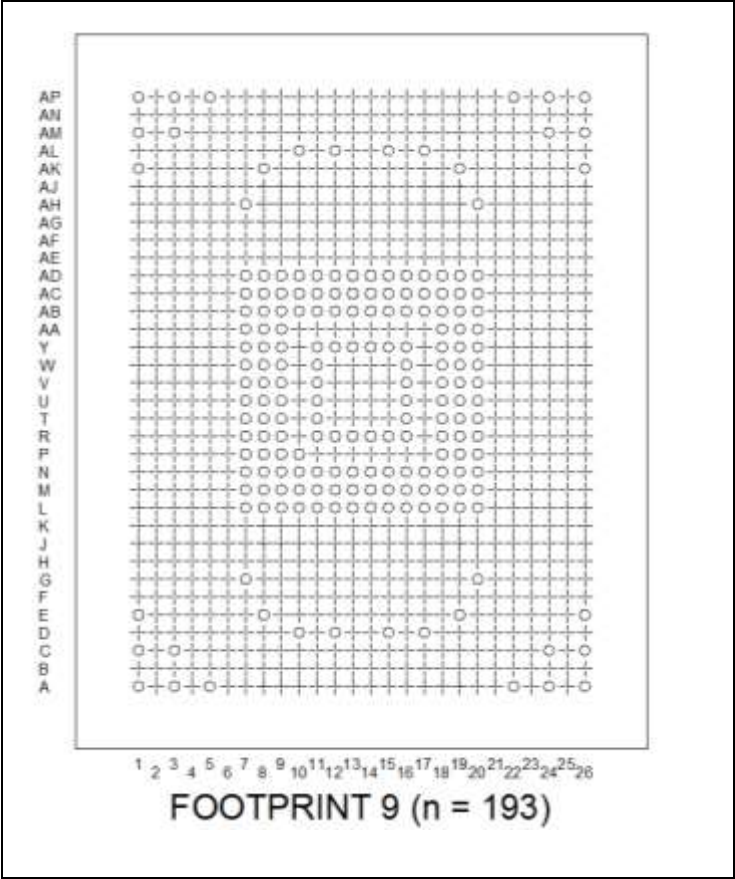 AP
AN
AM
AL
AK
AJ
AH
AG
AF
AE
AD
AC
AB
AA
Y
W
V
U
T
R
P
N
M
L
K
J
H
G
F
E
D
C
B
A
1 2 3 4 5 6 7 8 9 10 11 12 13 14 15 16 17 18 19 20 21 22 23 24 25 26
FOOTPRINT 9 (n = 193)